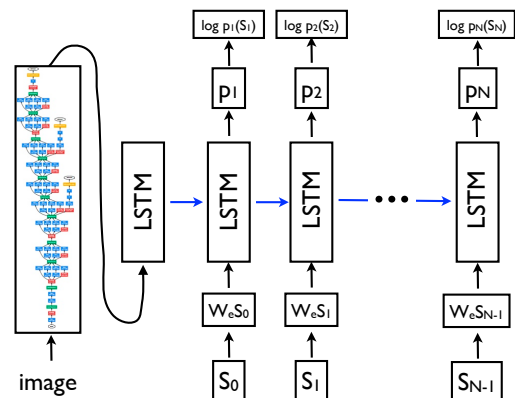 log p₁(S₁) log p₂(S₂) log pN(SN)
p₁ p₂ pN
LSTM LSTM LSTM LSTM
WₑS₀ WₑS₁ WₑSN-1
image S₀ S₁ SN-1